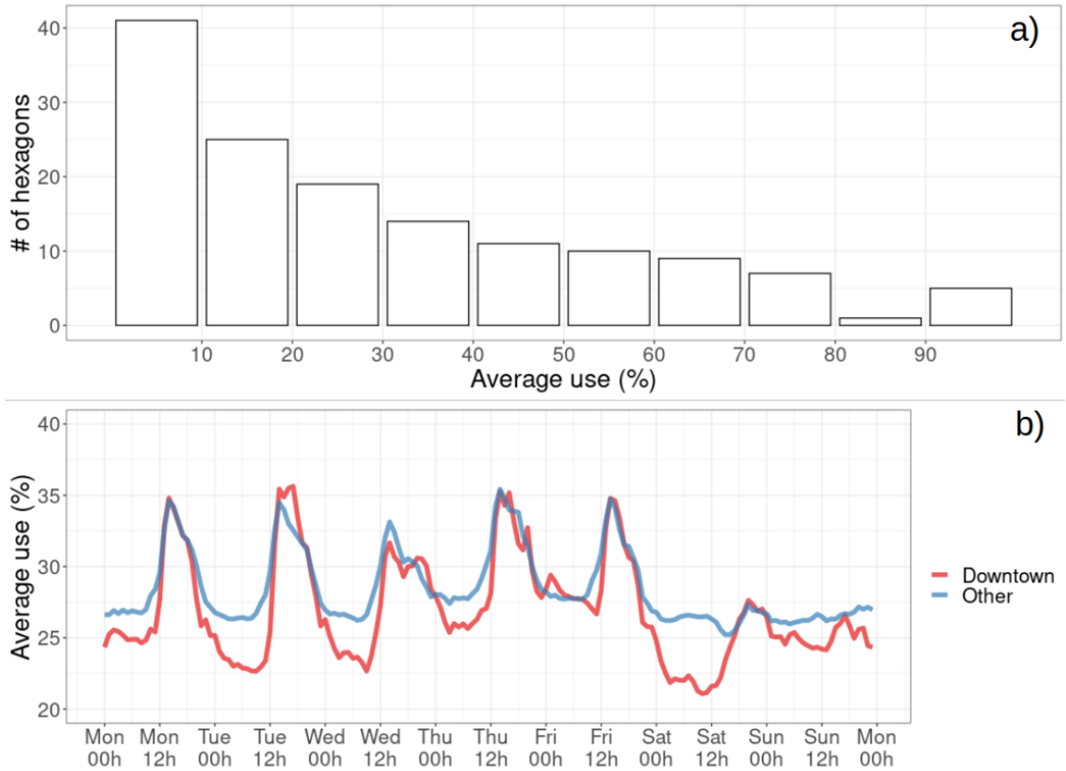 a)
40
30
20
10
0
# of hexagons
10 20 30 40 50 60 70 80 90
Average use (%)
b)
40
35
30
25
20
Average use (%)
Downtown
Other
Mon Mon Tue Tue Wed Wed Thu Thu Fri Fri Sat Sat Sun Sun Mon
00h 12h 00h 12h 00h 12h 00h 12h 00h 12h 00h 12h 00h 12h 00h